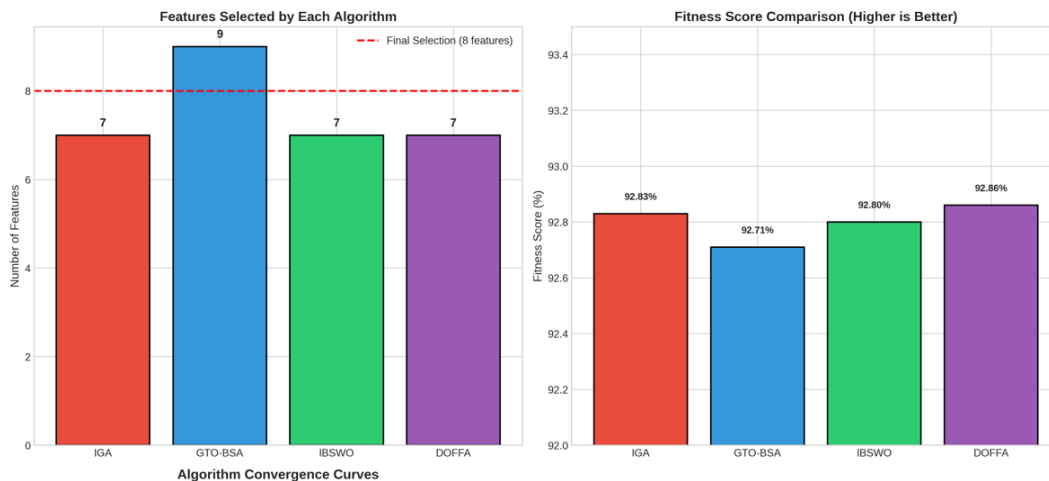 Features Selected by Each Algorithm
9
Final Selection (8 features)
8
7
7
7
6
4
2
0
Number of Features
IGA
GTO-BSA
IBSWO
DOFFA
Algorithm Convergence Curves
Fitness Score Comparison (Higher is Better)
93.4
93.2
93.0
92.8
92.6
92.4
92.2
92.0
Fitness Score (%)
92.83%
92.71%
92.80%
92.86%
IGA
GTO-BSA
IBSWO
DOFFA